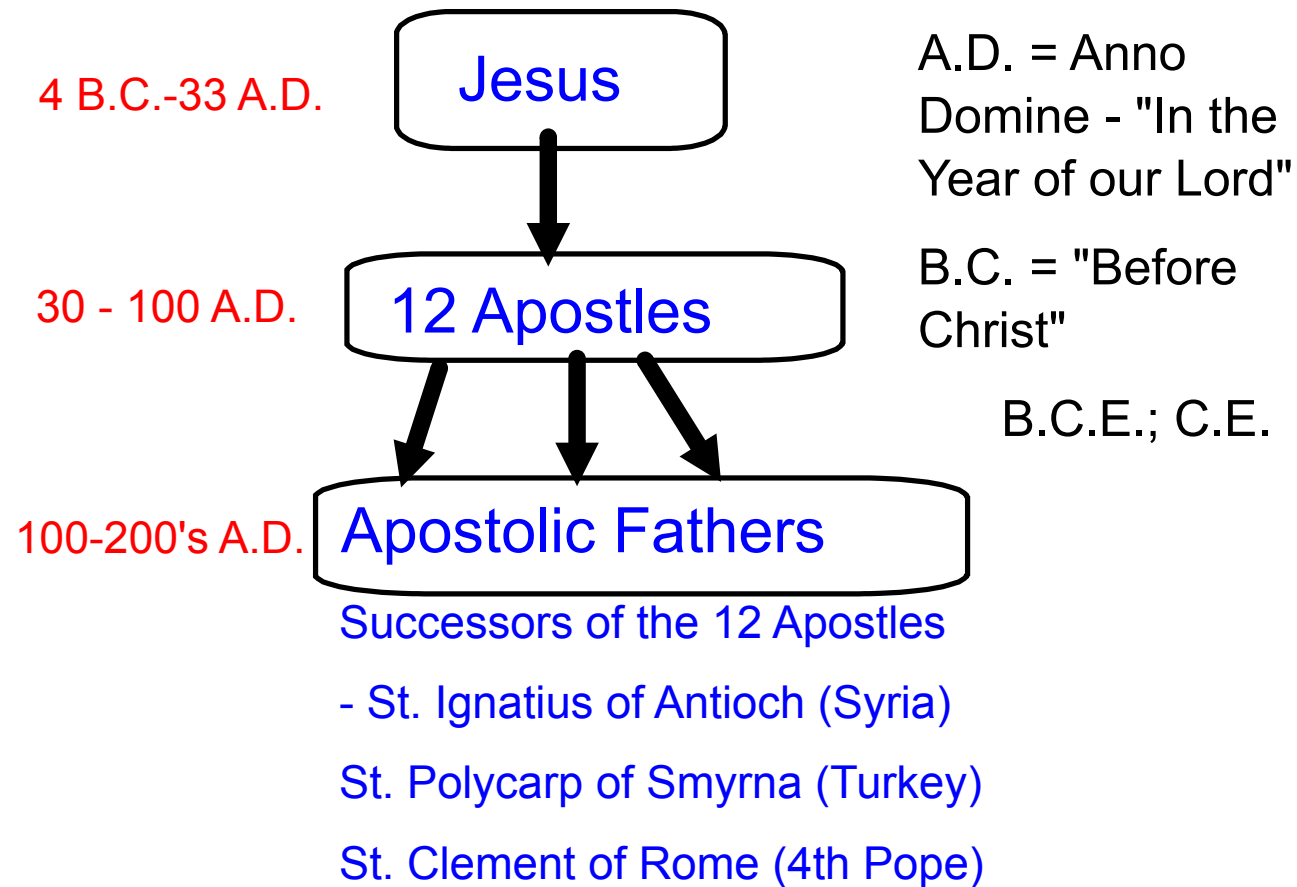 4 B.C.-33 A.D.
Jesus
30 - 100 A.D.
12 Apostles
100-200's A.D.
Apostolic Fathers
Successors of the 12 Apostles
- St. Ignatius of Antioch (Syria)
St. Polycarp of Smyrna (Turkey)
St. Clement of Rome (4th Pope)
A.D. = Anno
Domine - "In the
Year of our Lord"
B.C. = "Before
Christ"
B.C.E.; C.E.